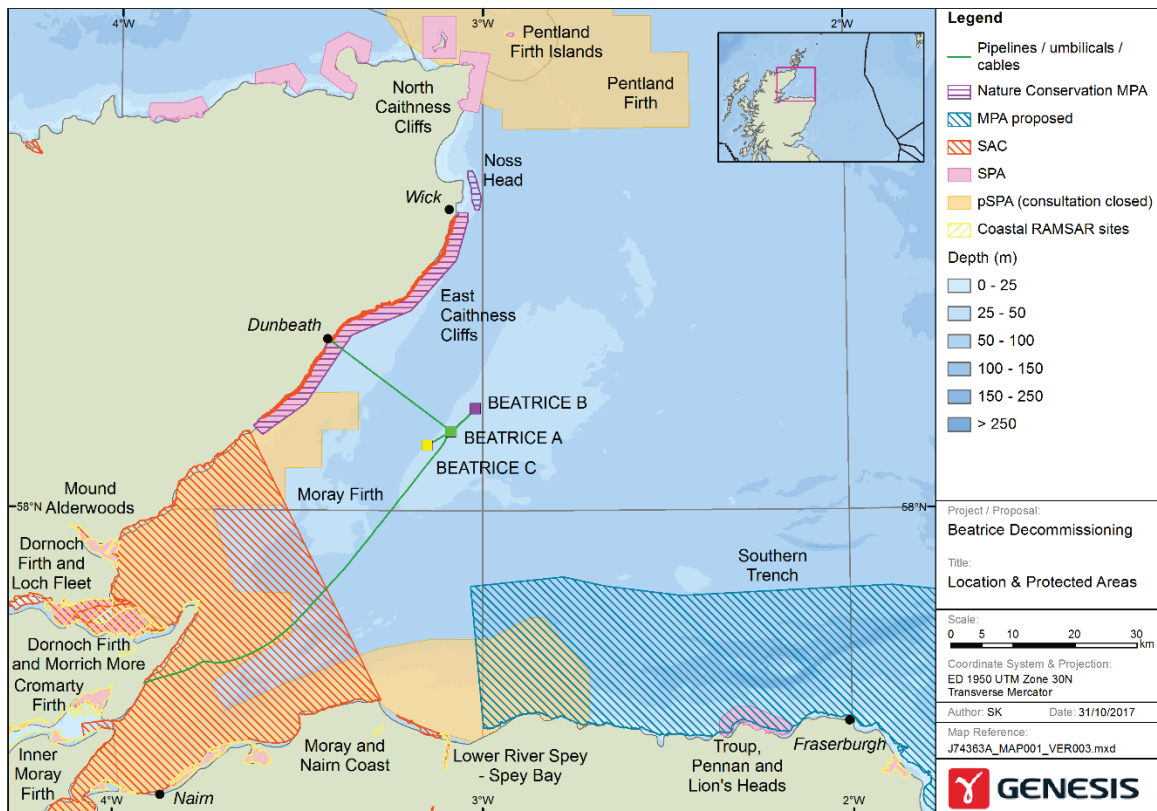 4°W
3°W
2°W
Pentland
Firth Islands
Pentland
Firth
North
Caithness
Cliffs
Noss
Head
Wick
East
Caithness
Cliffs
Dunbeath
BEATRICE B
BEATRICE A
BEATRICE C
Moray Firth
58°N
58°N
Mound
Alderwoods
Dornoch
Firth and
Loch Fleet
Southern
Trench
Dornoch Firth
and Morrich More
Cromarty
Firth
Inner
Moray
Firth
Moray and
Nairn Coast
Lower River Spey
- Spey Bay
Troup,
Pennan and
Lion's Heads
Fraserburgh
Nairn
4°W
3°W
2°W
Legend
Pipelines / umbilicals /
cables
Nature Conservation MPA
MPA proposed
SAC
SPA
pSPA (consultation closed)
Coastal RAMSAR sites
Depth (m)
0 - 25
25 - 50
50 - 100
100 - 150
150 - 250
> 250
Project / Proposal:
Beatrice Decommissioning
Title:
Location & Protected Areas
Scale:
0 5 10 20 30
km
Coordinate System & Projection:
ED 1950 UTM Zone 30N
Transverse Mercator
Author: SK Date: 31/10/2017
Map Reference:
J74363A_MAP001_VER003.mxd
GENESIS